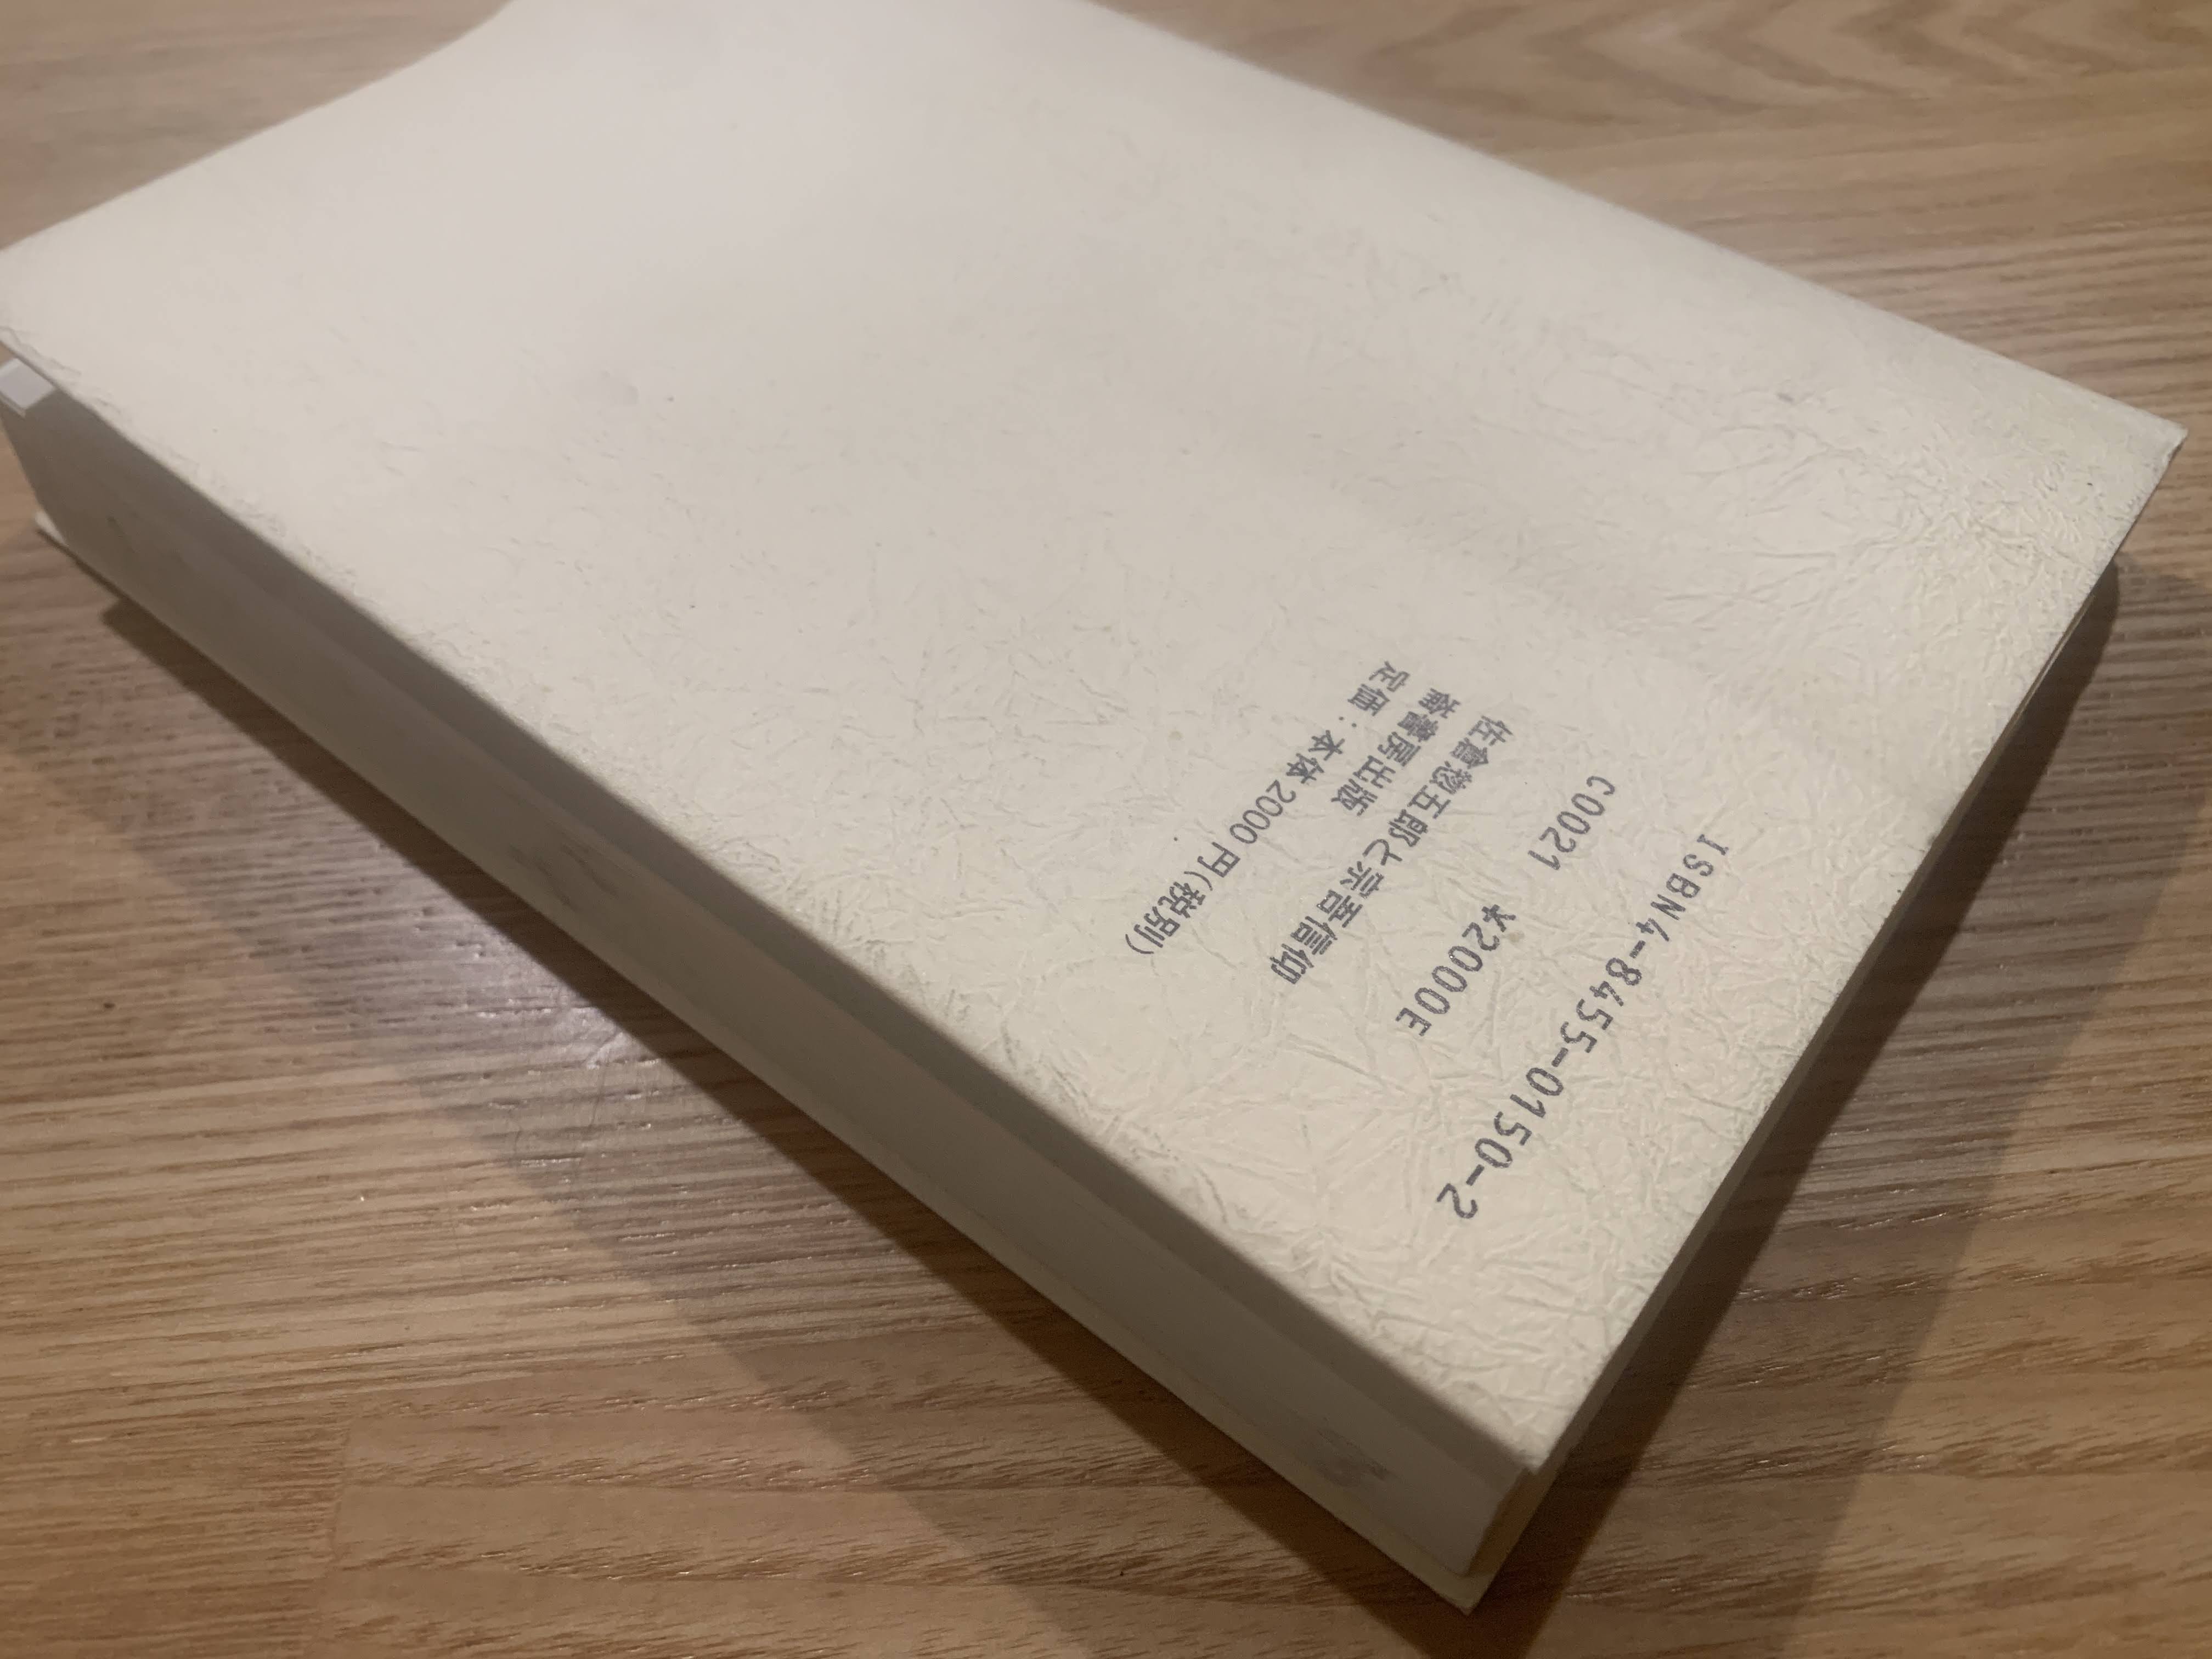 ISBN4-8455-0150-2
C0021 ¥2000E
佐倉惣五郎と宗吾信仰
崙書房出版
定価：本体2000円(税別)